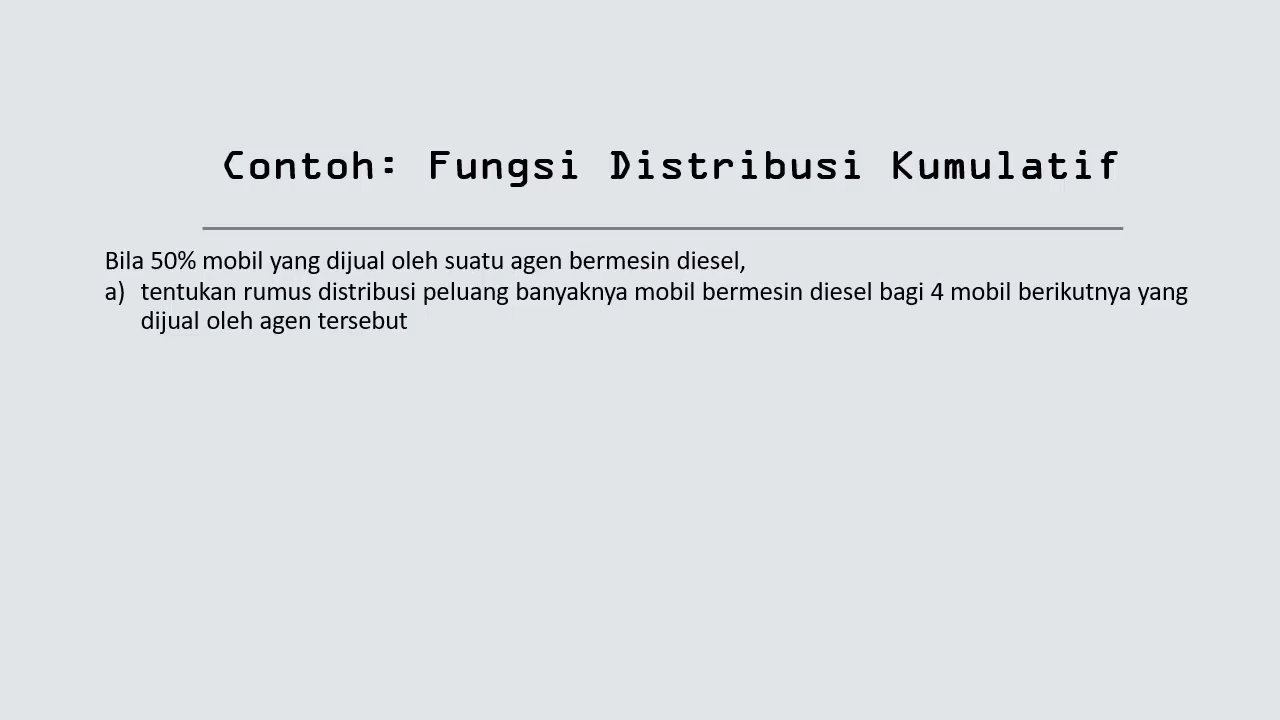 Contoh: Fungsi Distribusi Kumulatif
Bila 50% mobil yang dijual oleh suatu agen bermesin diesel,
a) tentukan rumus distribusi peluang banyaknya mobil bermesin diesel bagi 4 mobil berikutnya yang
dijual oleh agen tersebut